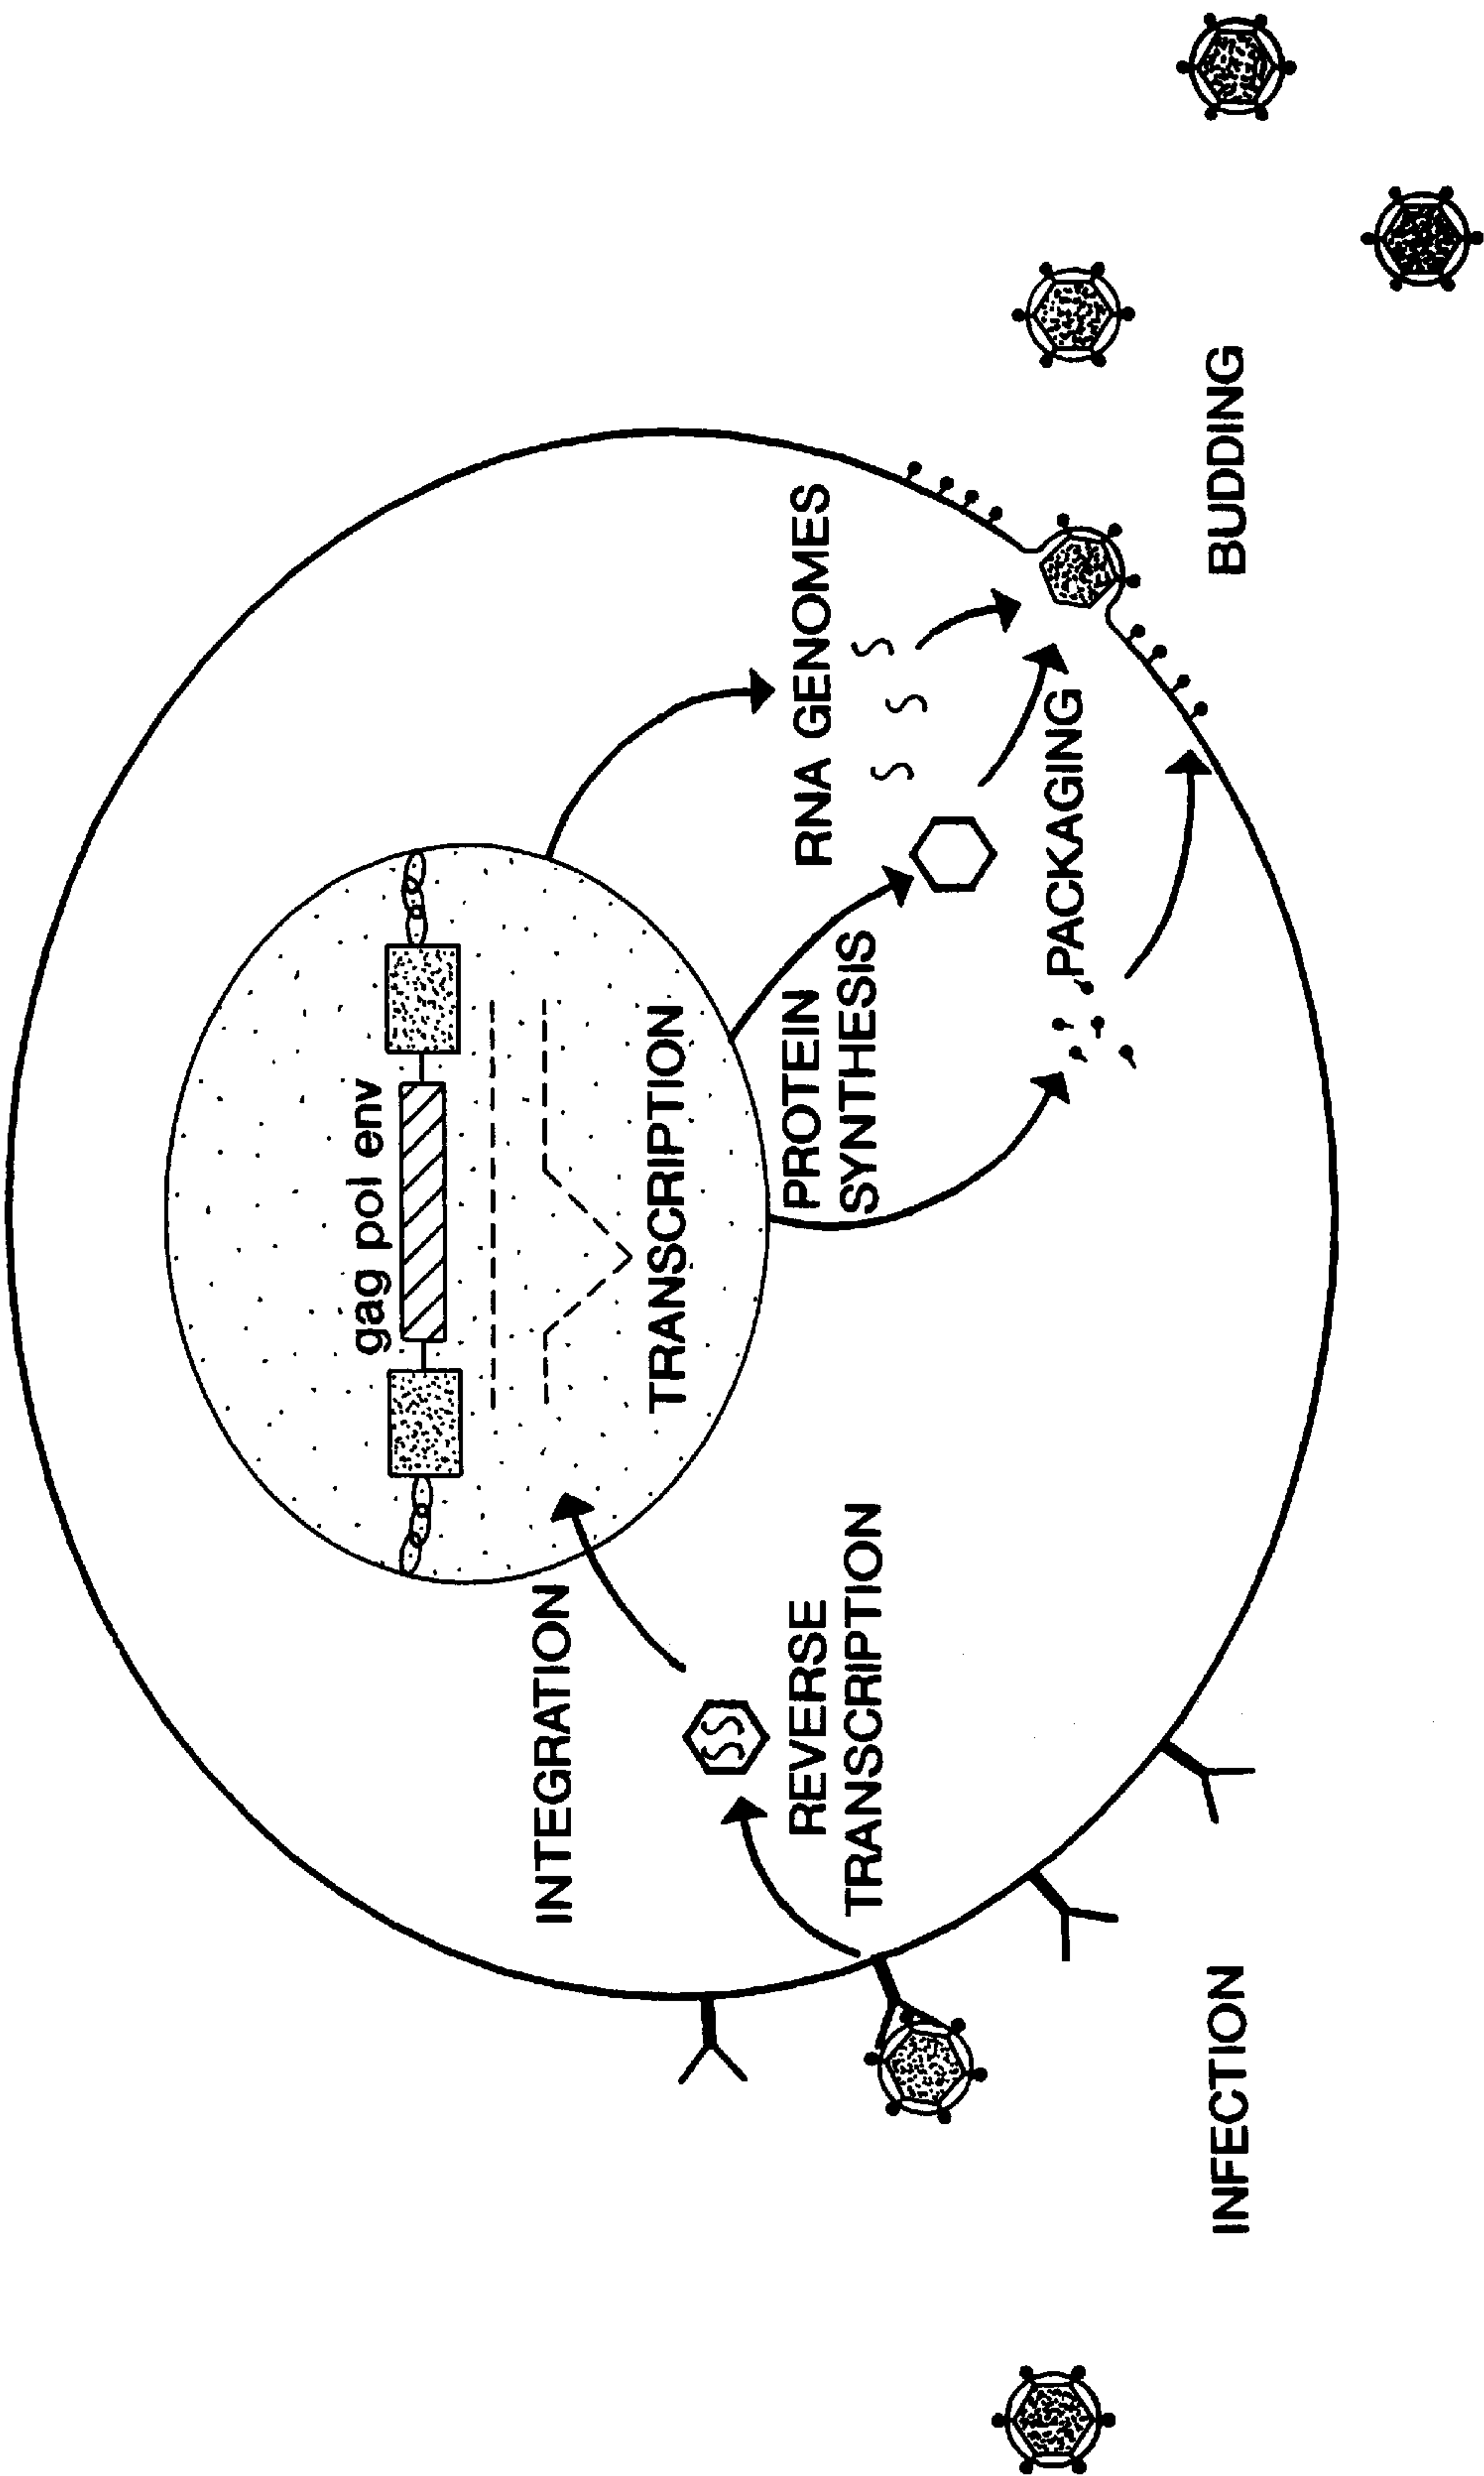 INFECTION
REVERSE
TRANSCRIPTION
INTEGRATION
gag pol env
TRANSCRIPTION
PROTEIN
SYNTHESIS
RNA GENOMES
PACKAGING
BUDDING